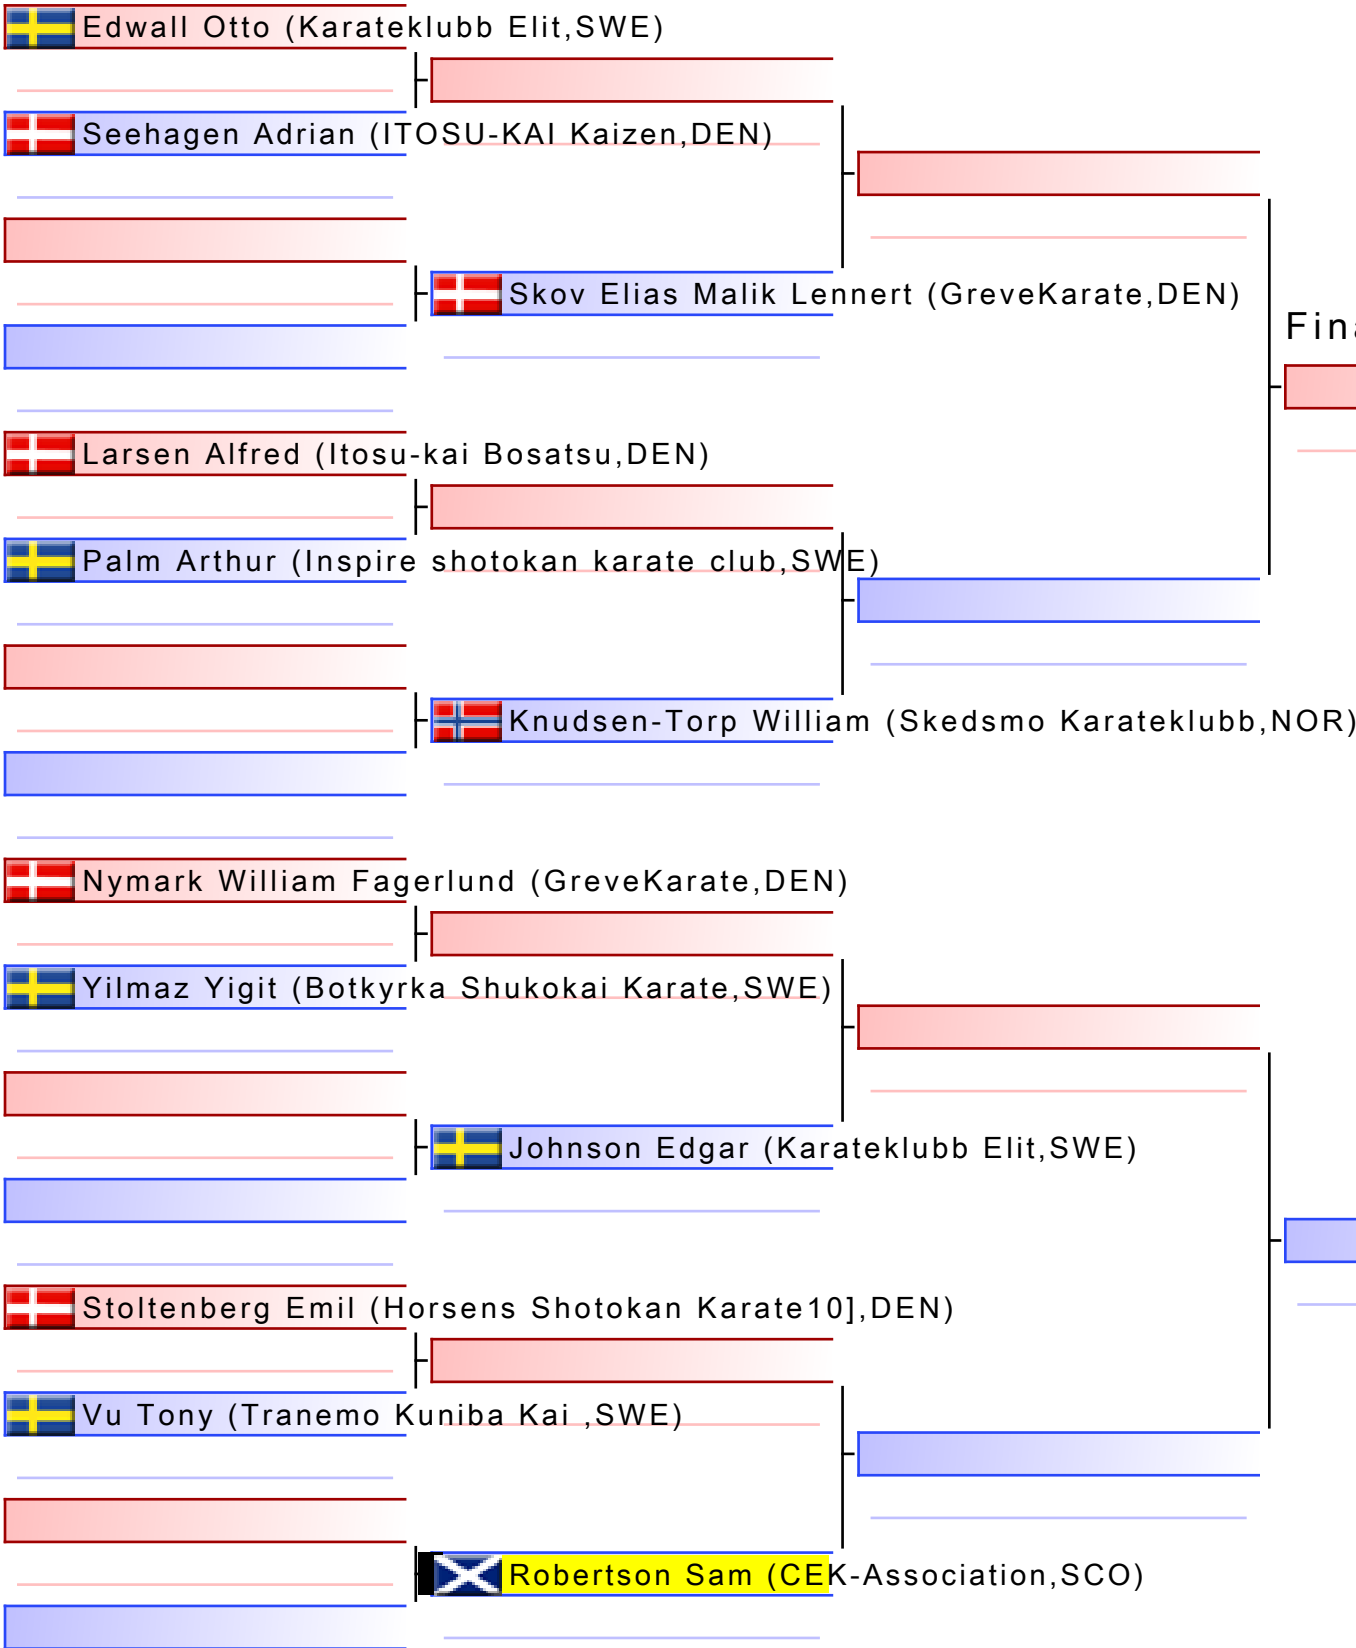 Edwall Otto (Karateklubb Elit,SWE)
Seehagen Adrian (ITOSU-KAI Kaizen,DEN)
Skov Elias Malik Lennert (GreveKarate,DEN)
Fina
Larsen Alfred (Itosu-kai Bosatsu,DEN)
Palm Arthur (Inspire shotokan karate club,SWE)
Knudsen-Torp William (Skedsmo Karateklubb,NOR)
Nymark William Fagerlund (GreveKarate,DEN)
Yilmaz Yigit (Botkyrka Shukokai Karate,SWE)
Johnson Edgar (Karateklubb Elit,SWE)
Stoltenberg Emil (Horsens Shotokan Karate10],DEN)
Vu Tony (Tranemo Kuniba Kai ,SWE)
Robertson Sam (CEK-Association,SCO)